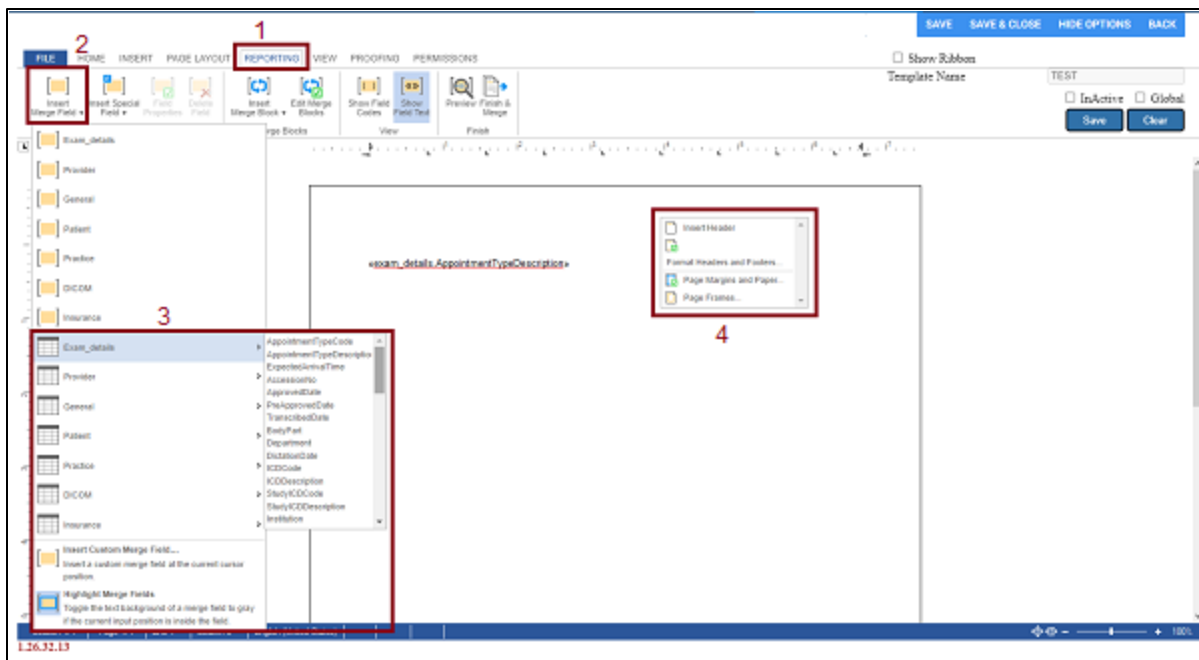 SAVE SAVE & CLOSE HIDE OPTIONS BACK
1
2
FILE HOME INSERT PAGE LAYOUT REPORTING VIEW PROOFING PERMISSIONS
Show Ribbon
Template Name TEST
InActive Global
Save Clear
Insert Merge Field
Insert Special Field
Field Properties
Delete Field
Insert Merge Block
Edit Merge Blocks
Show Field Codes
Show Field Text
Preview
Finish & Merge
Blocks View Finish
Exam_details
Provider
General
Patient
Practice
DICOM
Insurance
«exam_details.AppointmentTypeDescription»
Insert Header
Format Headers and Footers...
Page Margins and Paper...
Page Frames...
4
3
Exam_details
Provider
General
Patient
Practice
DICOM
Insurance
AppointmentTypeCode
AppointmentTypeDescriptio
ExpectedArrivalTime
AccessionNo
ApprovedDate
PreApprovedDate
TranscribedDate
BodyPart
Department
DictationDate
ICDCode
ICDDescription
StudyICDCode
StudyICDDescription
Institution
Insert Custom Merge Field...
Insert a custom merge field at the current cursor
position.
Highlight Merge Fields
Toggle the text background of a merge field to gray
if the current input position is inside the field.
100%
1.26.32.13